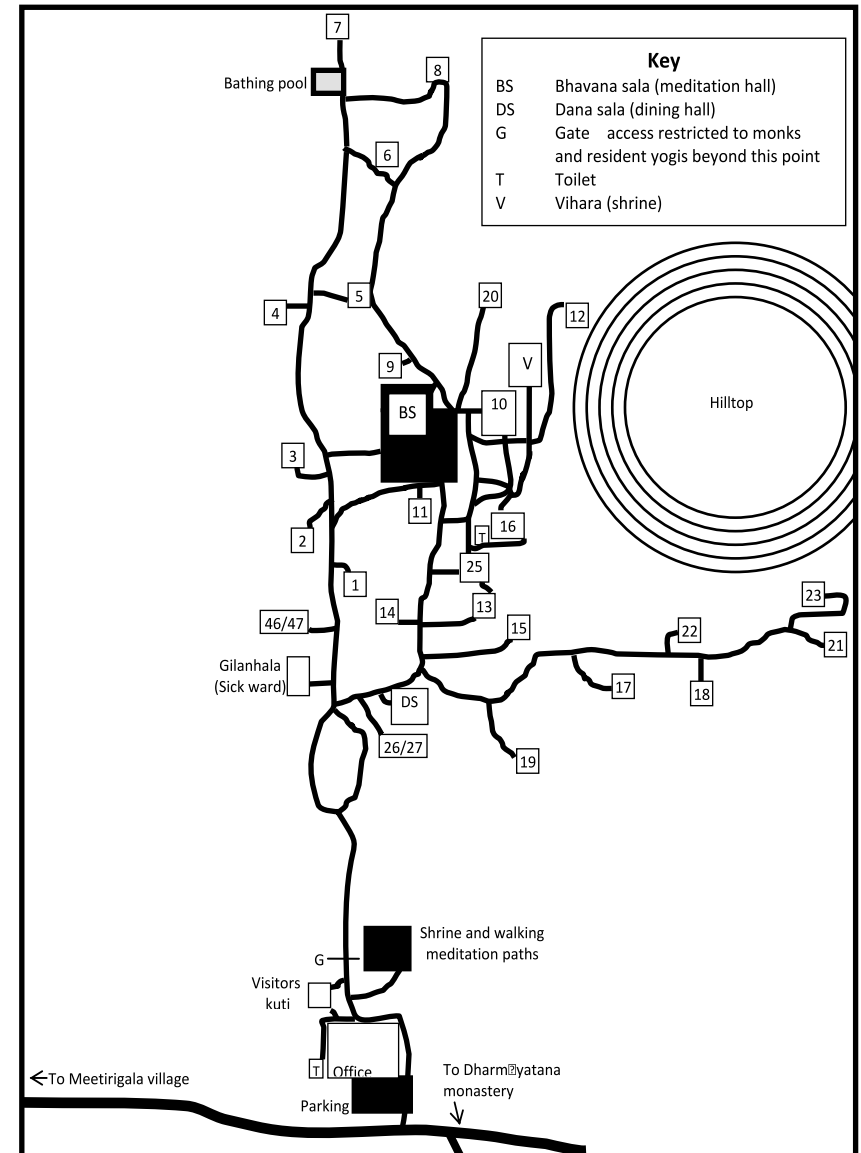 7
8
Bathing pool
Key
BS Bhavana sala (meditation hall)
DS Dana sala (dining hall)
G Gate access restricted to monks
and resident yogis beyond this point
T Toilet
V Vihara (shrine)
6
5
4
20
12
9
V
10
BS
Hilltop
3
11
16
2
T
25
1
23
14
13
46/47
15
22
21
Gilanhala
(Sick ward)
17
18
DS
26/27
19
Shrine and walking
meditation paths
G
Visitors
kuti
T
Office
To Dharm�yatana
monastery
To Meetirigala village
Parking